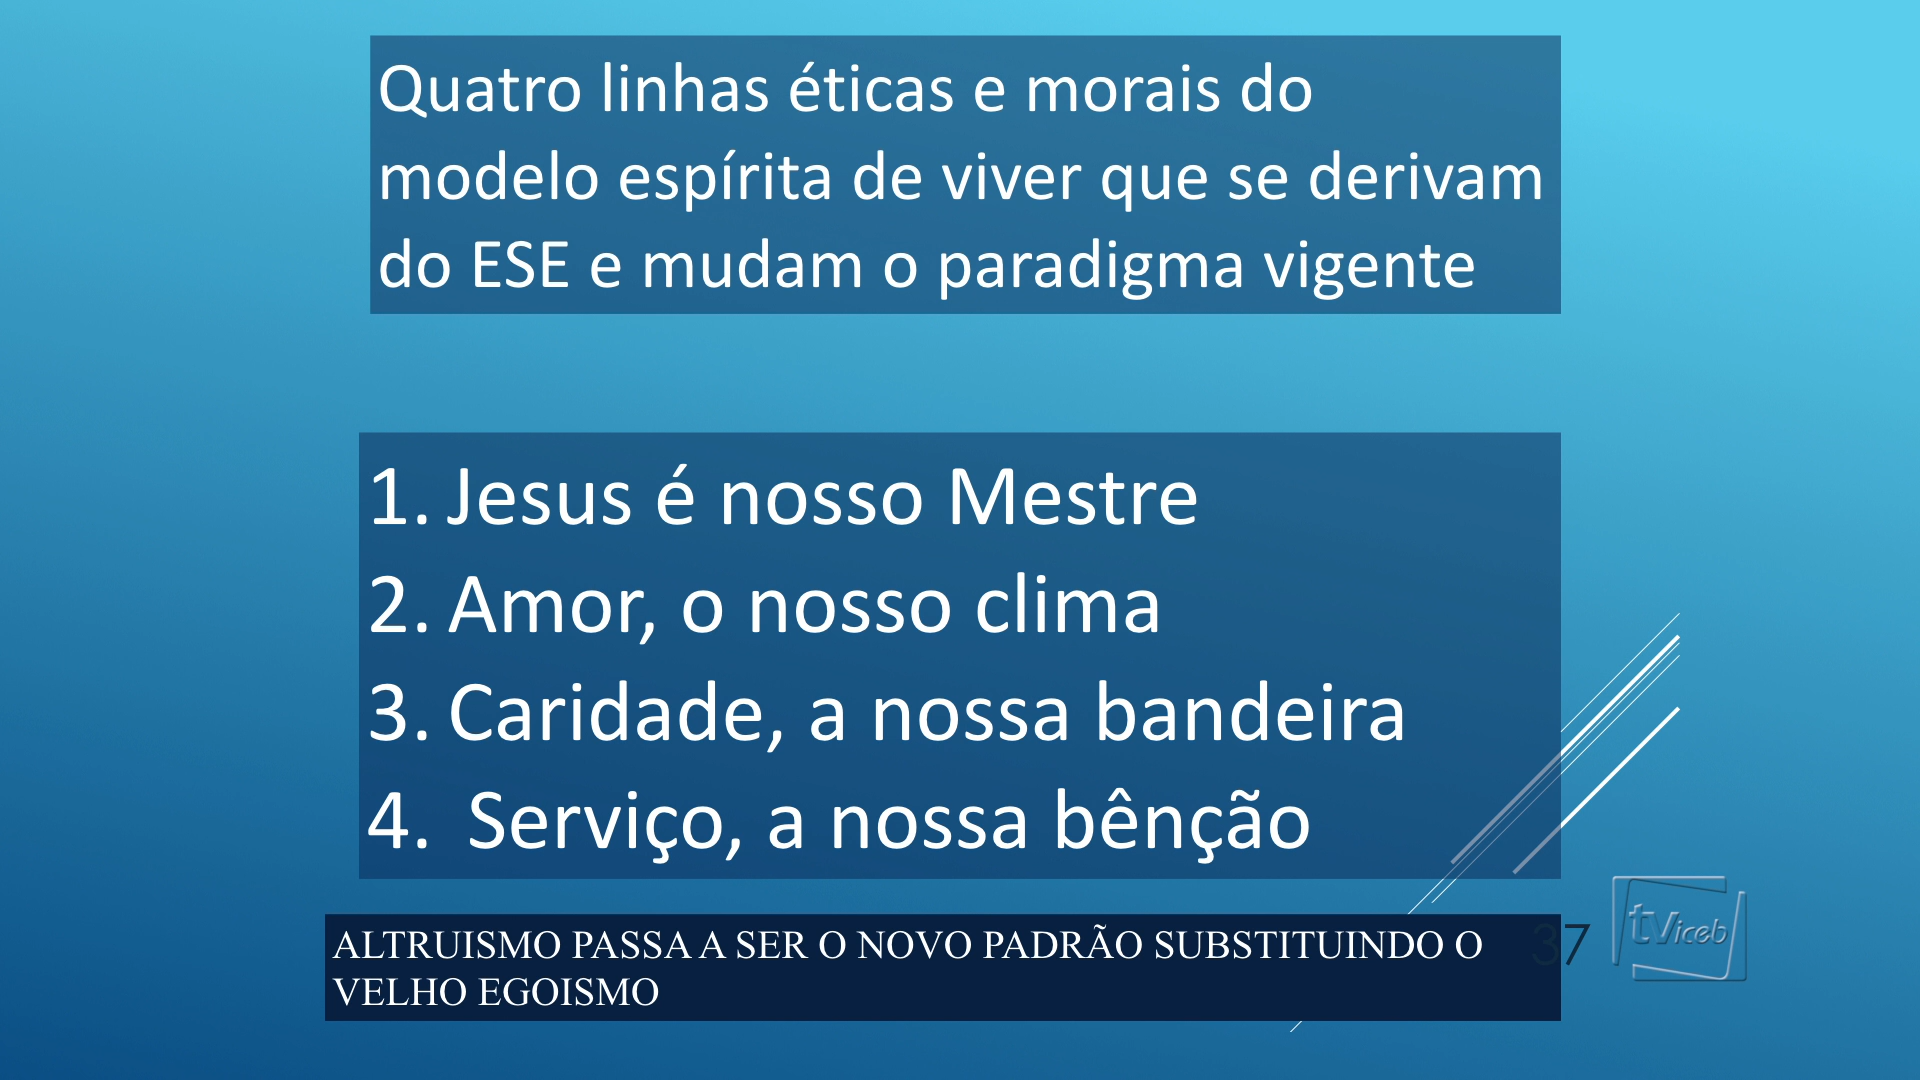 Quatro linhas éticas e morais do
modelo espírita de viver que se derivam
do ESE e mudam o paradigma vigente
1. Jesus é nosso Mestre
2. Amor, o nosso clima
3. Caridade, a nossa bandeira
4. Serviço, a nossa bênção
ALTRUISMO PASSA A SER O NOVO PADRÃO SUBSTITUINDO O
VELHO EGOISMO
37
tViceb